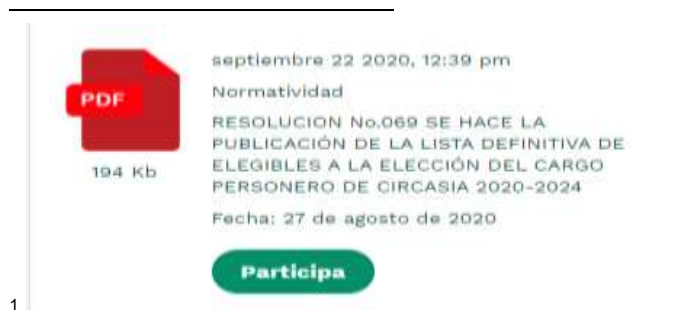 septiembre 22 2020, 12:39 pm
PDF
Normatividad
RESOLUCION No.069 SE HACE LA
PUBLICACIÓN DE LA LISTA DEFINITIVA DE
194 Kb
ELEGIBLES A LA ELECCIÓN DEL CARGO
PERSONERO DE CIRCASIA 2020-2024
Fecha: 27 de agosto de 2020
Participa
1